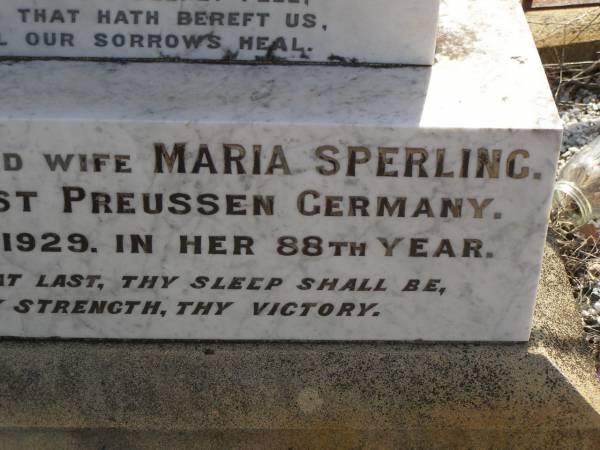 THAT HATH BEREFT US,
OUR SORROWS HEAL.
D WIFE MARIA SPERLING.
ST PREUSSEN GERMANY.
1929. IN HER 88TH YEAR.
AT LAST, THY SLEEP SHALL BE,
STRENGTH, THY VICTORY.